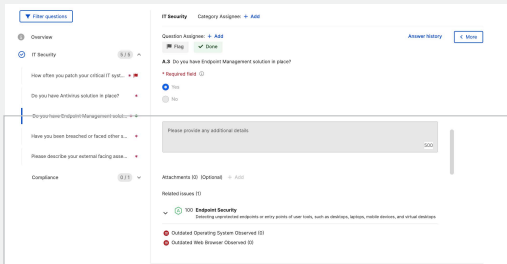 Filter questions
Overview
IT Security 5 / 5
How often you patch your critical IT syst...
Do you have Antivirus solution in place?
Do you have Endpoint Management solut...
Have you been breached or faced other s...
Please describe your external facing asse...
Compliance 0 / 1
IT Security Category Assignee: + Add
Question Assignee: + Add
Answer history
< More
Flag
Done
A.3 Do you have Endpoint Management solution in place?
* Required field
Yes
No
Please provide any additional details
500
Attachments (0) (Optional) + Add
Related issues (1)
A 100 Endpoint Security
Detecting unprotected endpoints or entry points of user tools, such as desktops, laptops, mobile devices, and virtual desktops
Outdated Operating System Observed (0)
Outdated Web Browser Observed (0)